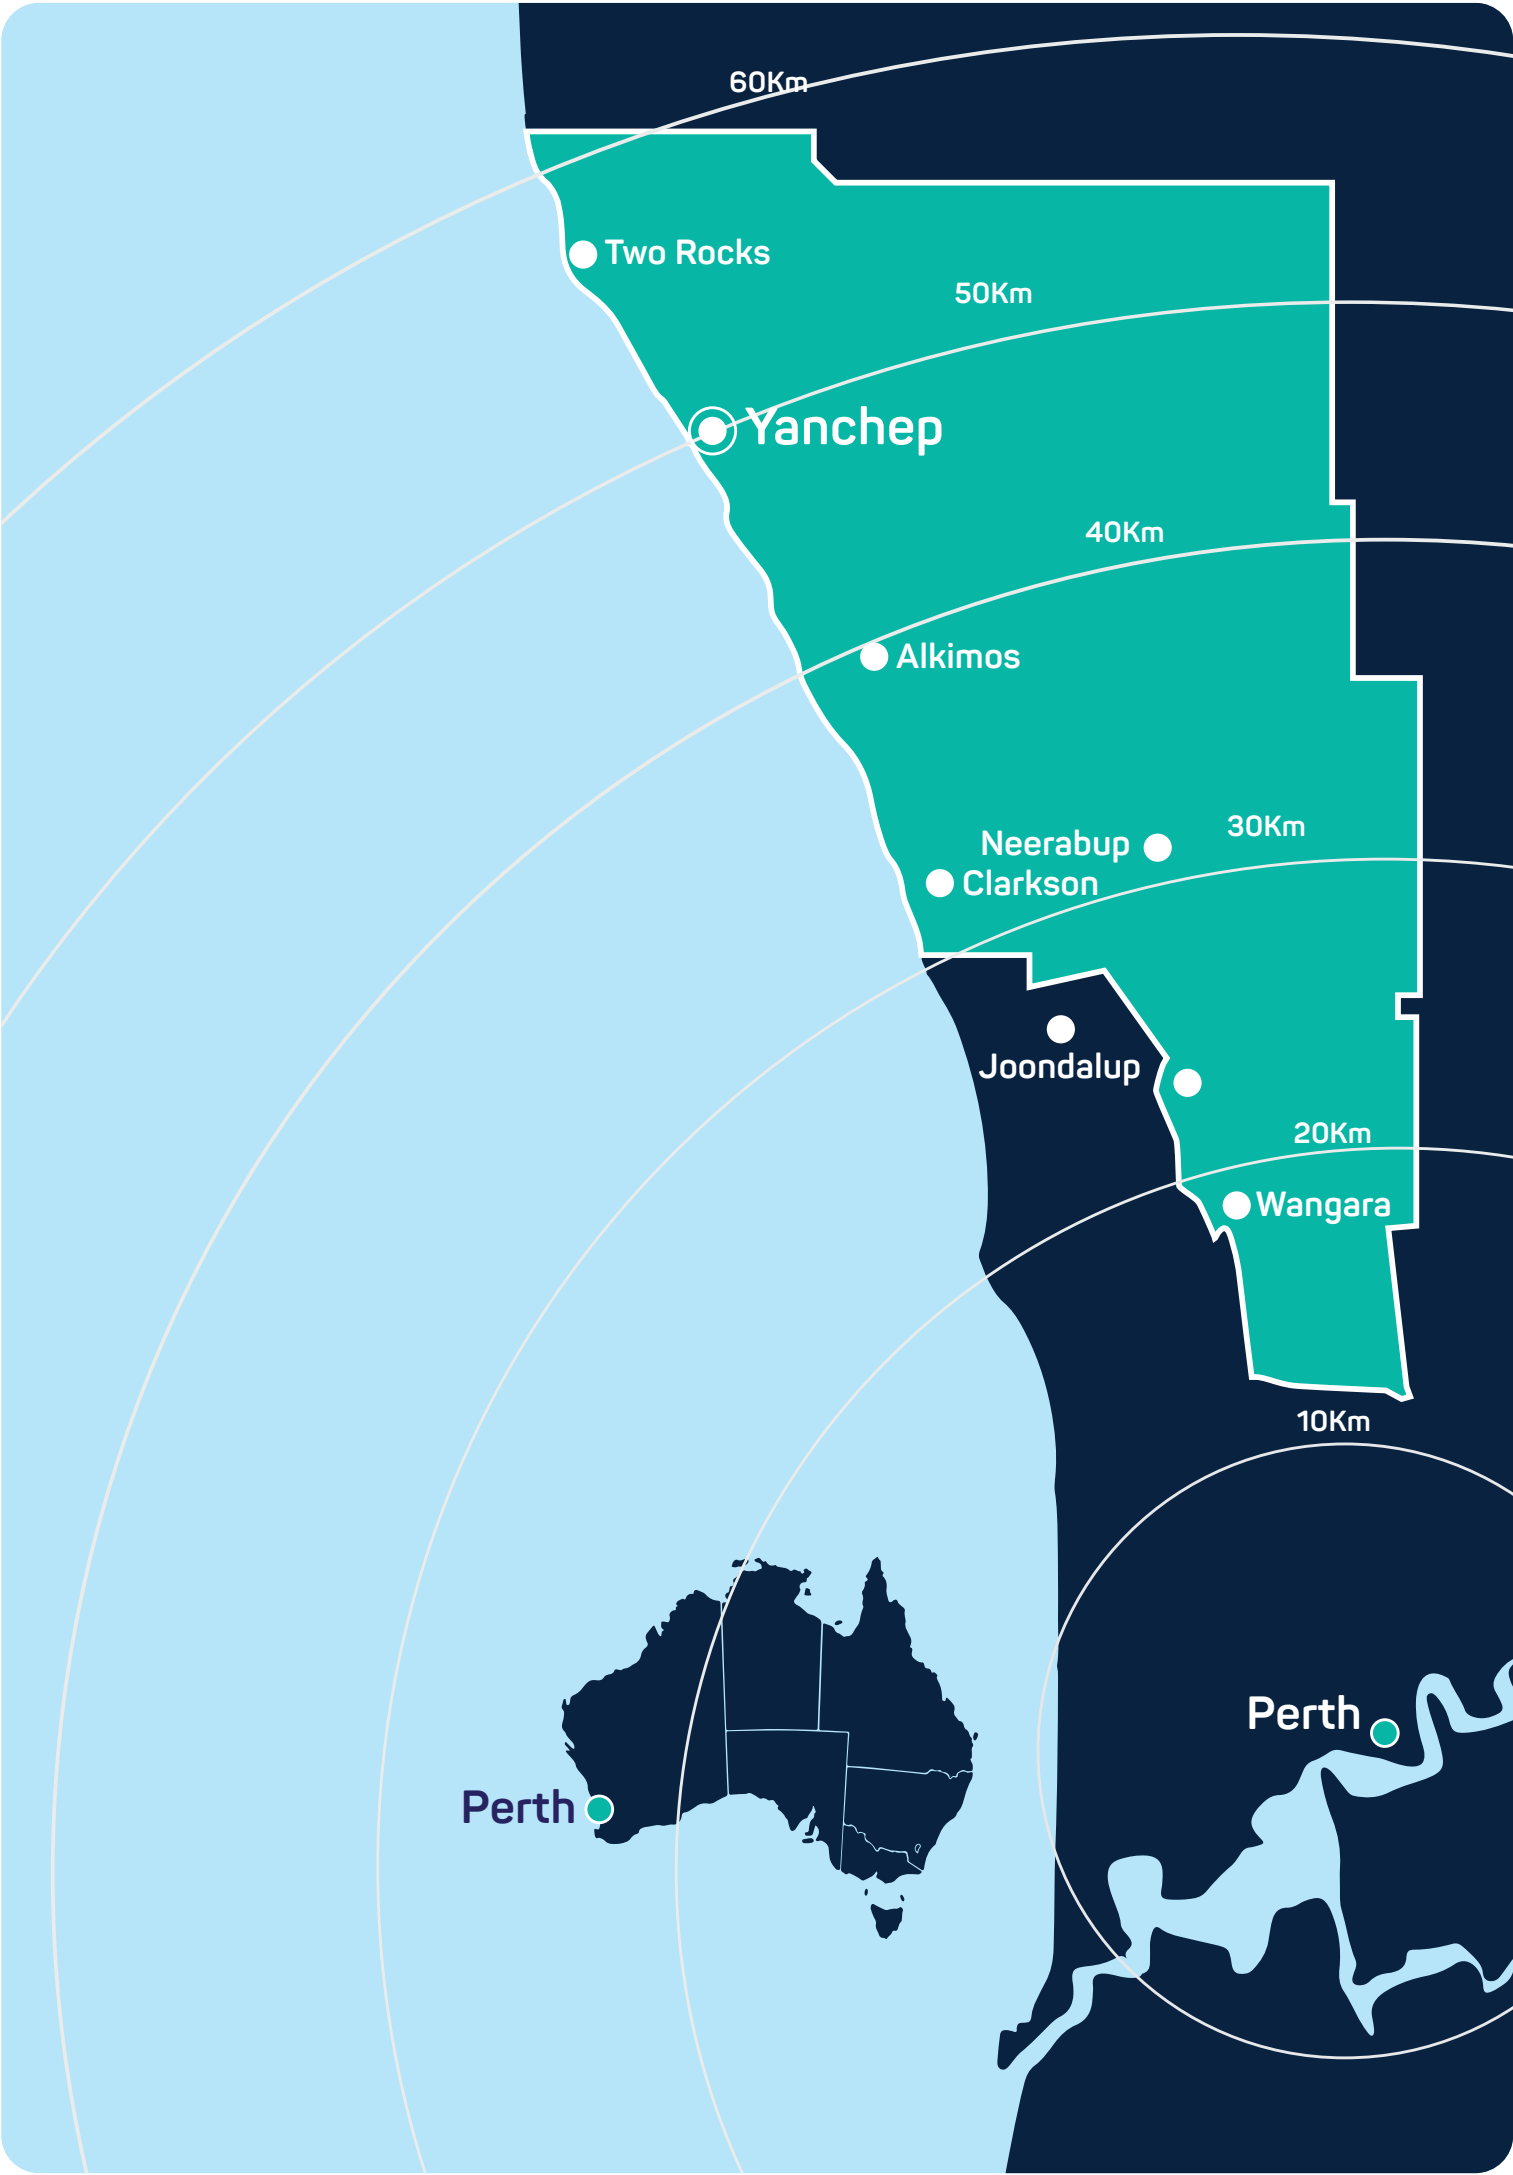 60Km
Two Rocks
50Km
Yanchep
40Km
Alkimos
30Km
Neerabup
Clarkson
Joondalup
20Km
Wangara
10Km
Perth
Perth